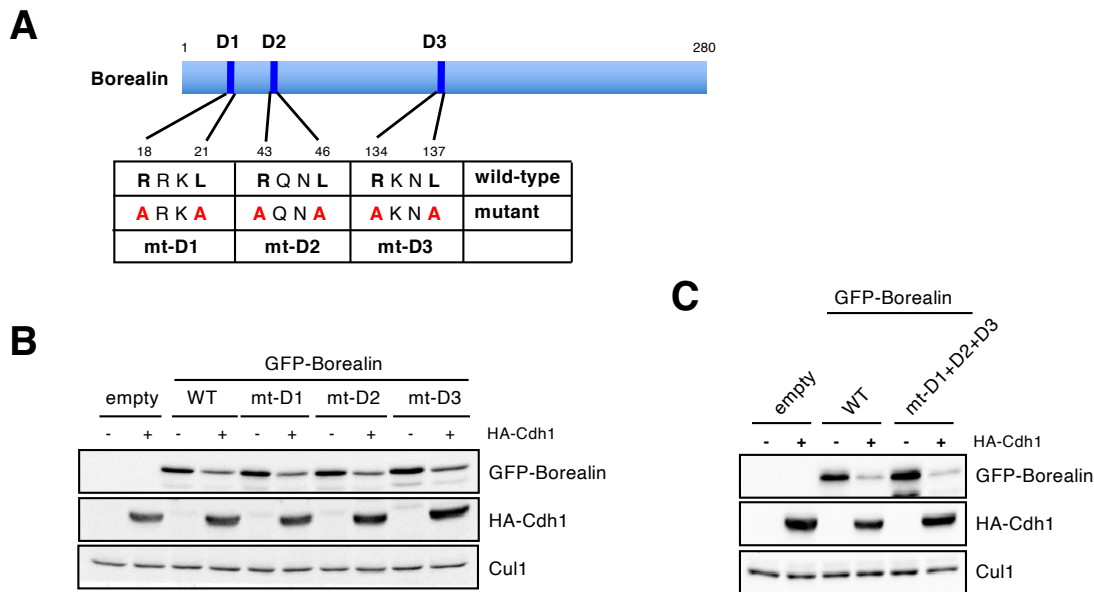 A
1 D1 D2 D3 280
Borealin
18 21 43 46 134 137
R R K L R Q N L R K N L wild-type
A R K A A Q N A A K N A mutant
mt-D1 mt-D2 mt-D3
B
GFP-Borealin
empty WT mt-D1 mt-D2 mt-D3
- + - + - + - + - + HA-Cdh1
GFP-Borealin
HA-Cdh1
Cul1
C
GFP-Borealin
empty WT mt-D1+D2+D3
- + - + - + HA-Cdh1
GFP-Borealin
HA-Cdh1
Cul1